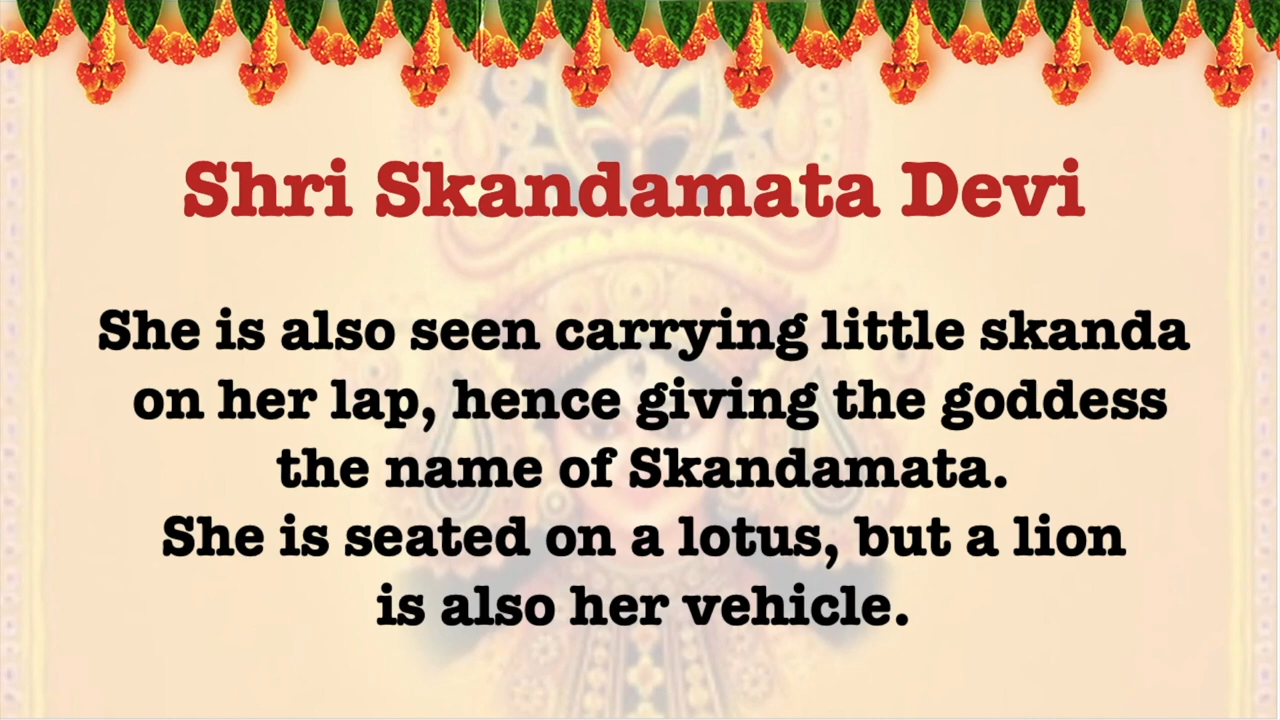 Shri Skandamata Devi
She is also seen carrying little skanda
on her lap, hence giving the goddess
the name of Skandamata.
She is seated on a lotus, but a lion
is also her vehicle.